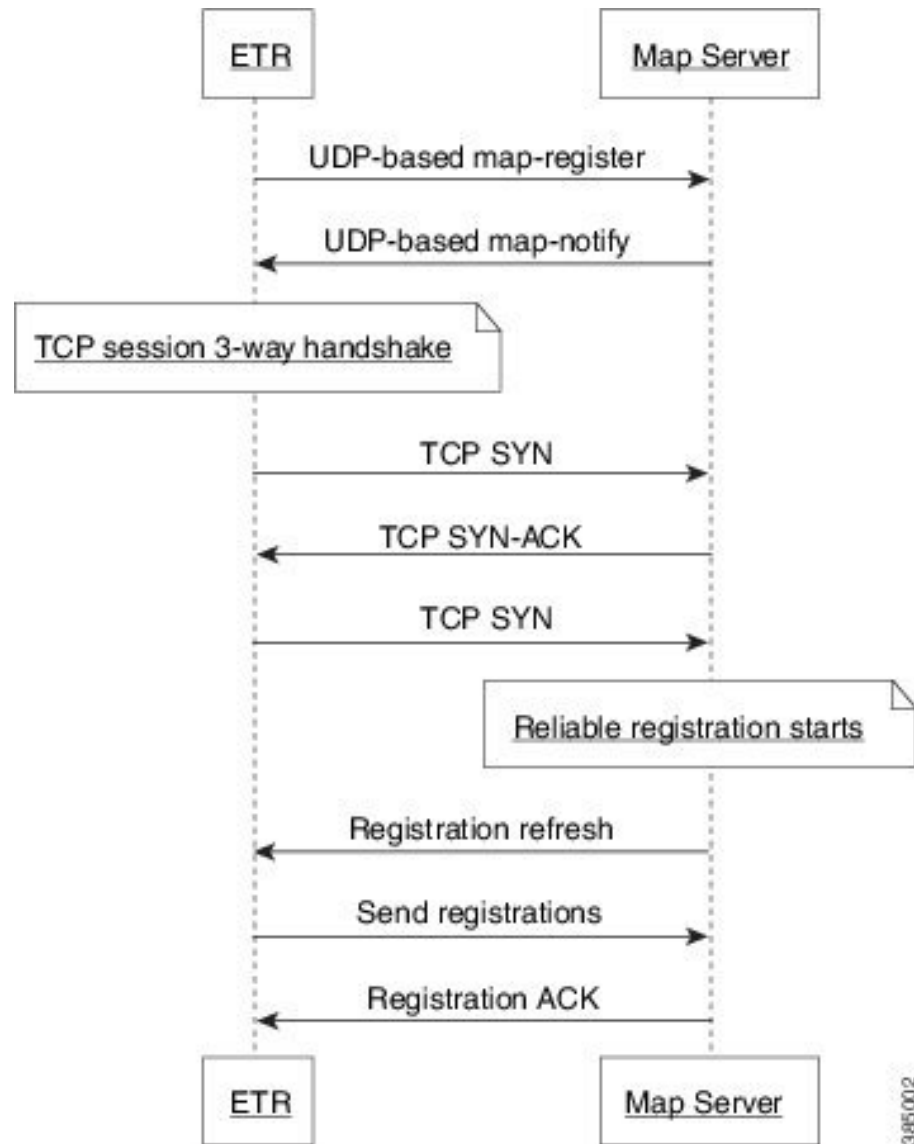 ETR
Map Server
UDP-based map-register
UDP-based map-notify
TCP session 3-way handshake
TCP SYN
TCP SYN-ACK
TCP SYN
Reliable registration starts
Registration refresh
Send registrations
Registration ACK
ETR
Map Server